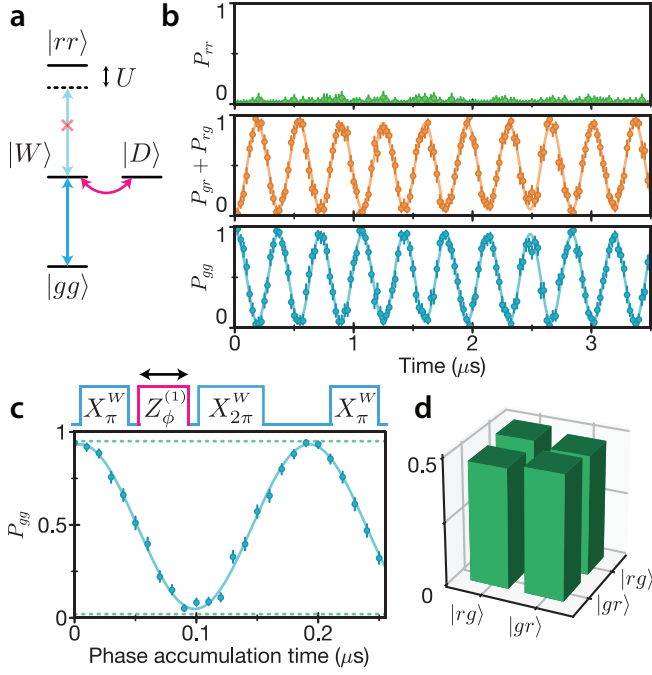 a
|rr⟩
U
|W⟩
|D⟩
|gg⟩
b
1
P_rr
0
1
P_gr + P_rg
0
1
P_gg
0
0
1
2
3
Time (μs)
c
X_π^W
Z_φ^(1)
X_2π^W
X_π^W
1
P_gg
0.5
0
0
0.1
0.2
Phase accumulation time (μs)
d
0.5
0
|rg⟩
|gr⟩
|gr⟩
|rg⟩